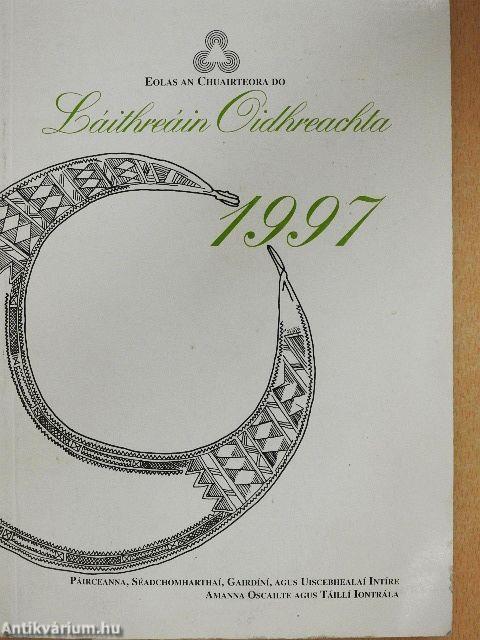 Eolas an Chuairteora do
Láithreáin Oidhreachta
1997
Páirceanna, Séadchomharthaí, Gairdíní, agus Uiscebhealaí Intíre
Amanna Oscailte agus Táillí Iontrála
Antikvárium.hu